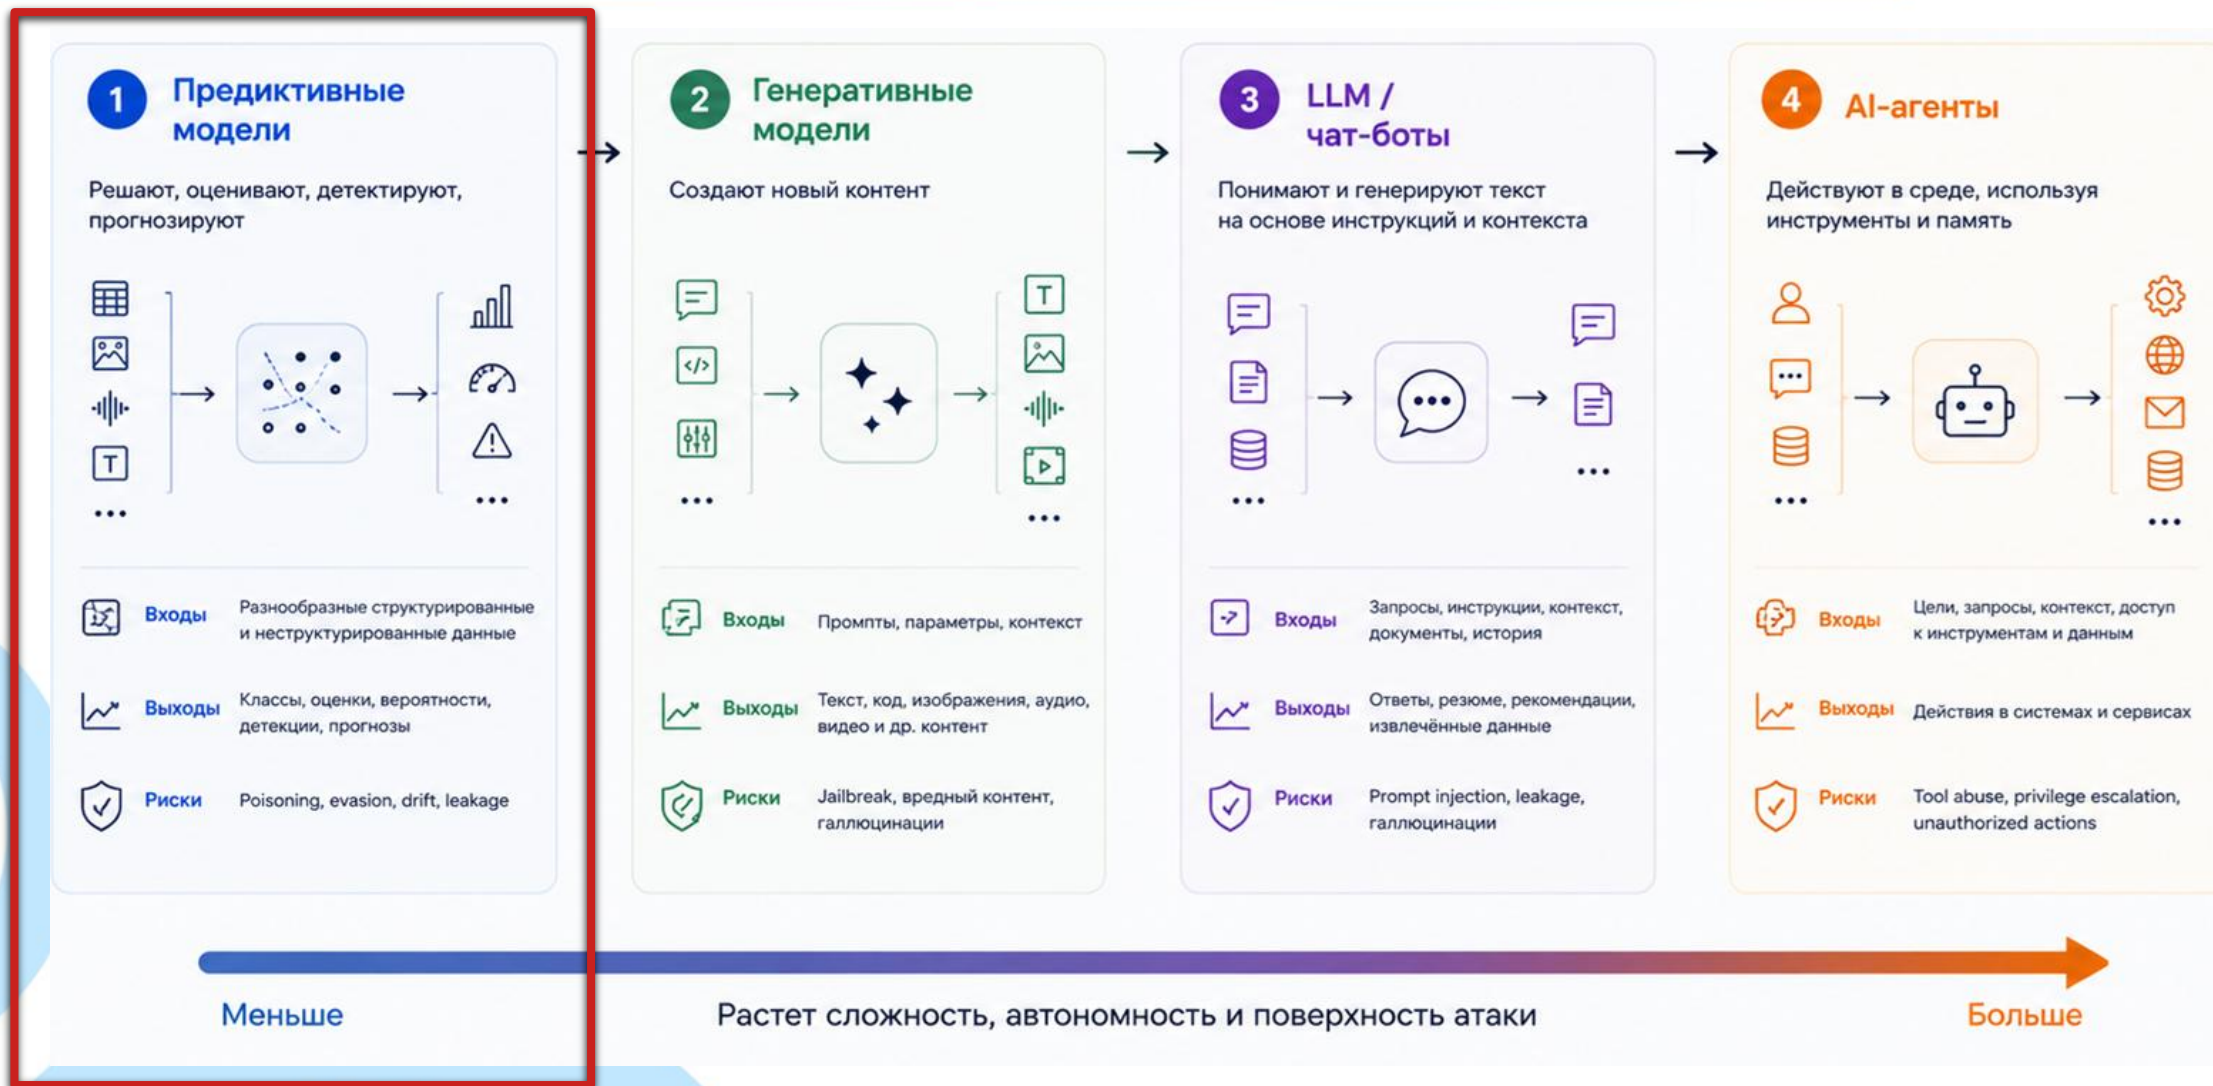 1
Предиктивные
модели
Решают, оценивают, детектируют,
прогнозируют
T
Входы
Разнообразные структурированные
и неструктурированные данные
Выходы
Классы, оценки, вероятности,
детекции, прогнозы
Риски
Poisoning, evasion, drift, leakage
2
Генеративные
модели
Создают новый контент
</>
T
Входы
Промпты, параметры, контекст
Выходы
Текст, код, изображения, аудио,
видео и др. контент
Риски
Jailbreak, вредный контент,
галлюцинации
3
LLM /
чат-боты
Понимают и генерируют текст
на основе инструкций и контекста
Входы
Запросы, инструкции, контекст,
документы, история
Выходы
Ответы, резюме, рекомендации,
извлечённые данные
Риски
Prompt injection, leakage,
галлюцинации
4
AI-агенты
Действуют в среде, используя
инструменты и память
Входы
Цели, запросы, контекст, доступ
к инструментам и данным
Выходы
Действия в системах и сервисах
Риски
Tool abuse, privilege escalation,
unauthorized actions
Меньше
Растет сложность, автономность и поверхность атаки
Больше